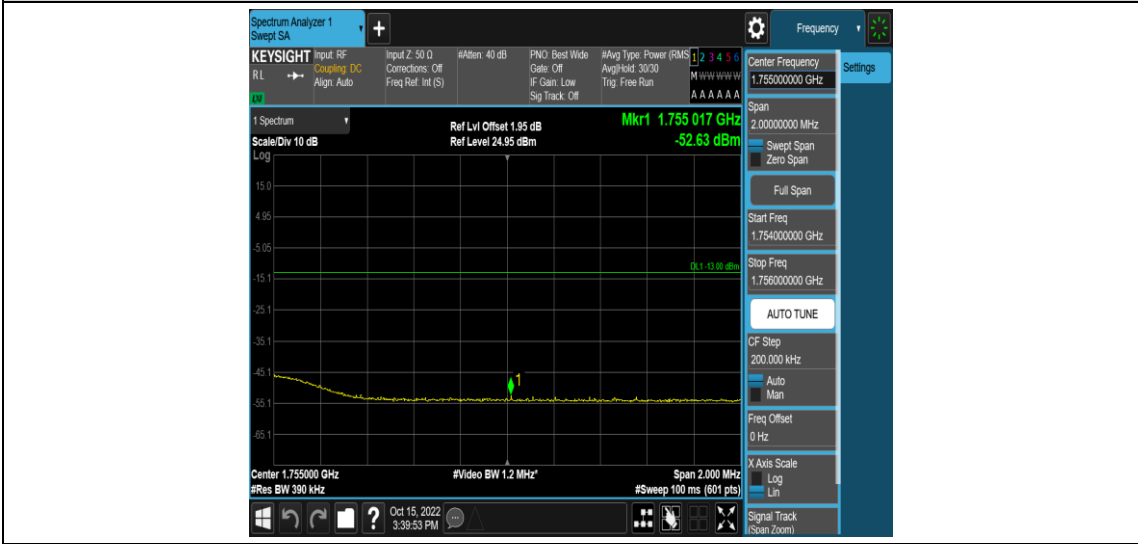 Spectrum Analyzer 1
Swept SA
Frequency
KEYSIGHT
RL
Input: RF
Coupling: DC
Align: Auto
Input Z: 50 Ω
Corrections: Off
Freq Ref: Int (S)
#Atten: 40 dB
PNO: Best Wide
Gate: Off
IF Gain: Low
Sig Track: Off
#Avg Type: Power (RMS
Avg|Hold: 30/30
Trig: Free Run
1 2 3 4 5 6
M W W W W W
A A A A A A
1 Spectrum
Scale/Div 10 dB
Log
Ref Lvl Offset 1.95 dB
Ref Level 24.95 dBm
Mkr1 1.755 017 GHz
-52.63 dBm
15.0
4.95
-5.05
DL1 -13.00 dBm
-15.1
-25.1
-35.1
-45.1
1
-55.1
-65.1
Center 1.755000 GHz
#Video BW 1.2 MHz*
Span 2.000 MHz
#Res BW 390 kHz
#Sweep 100 ms (601 pts)
Oct 15, 2022
3:39:53 PM
?
Center Frequency
1.755000000 GHz
Settings
Span
2.00000000 MHz
Swept Span
Zero Span
Full Span
Start Freq
1.754000000 GHz
Stop Freq
1.756000000 GHz
AUTO TUNE
CF Step
200.000 kHz
Auto
Man
Freq Offset
0 Hz
X Axis Scale
Log
Lin
Signal Track
(Span Zoom)